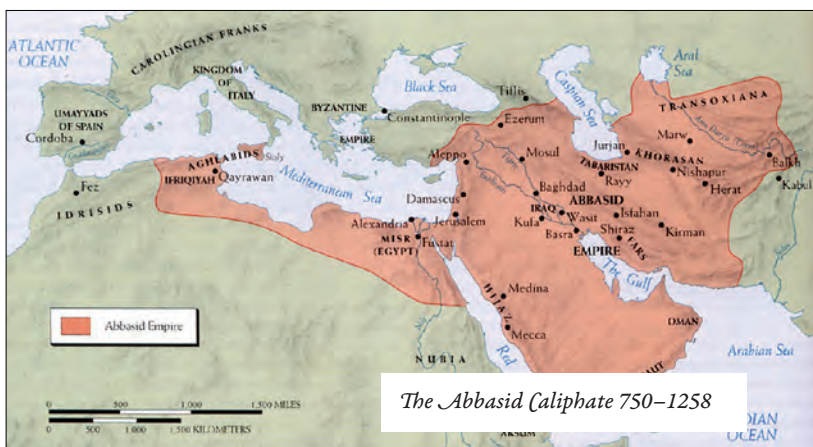 ATLANTIC
OCEAN
CAROLINGIAN FRANKS
KINGDOM
OF
ITALY
UMAYYADS
OF SPAIN
Cordoba
Fez
IDRISIDS
AGHLABIDS
IFRIQIYAH
Qayrawan
Sicily
Mediterranean Sea
BYZANTINE
EMPIRE
Constantinople
Black Sea
Tiflis
Ezerum
Caspian Sea
Aral
Sea
TRANSOXIANA
Amu Darya
Marw
Balkh
Kabul
Jurjan
KHORASAN
TABARISTAN
Nishapur
Rayy
Herat
Aleppo
Mosul
Tigris
Euphrates
Baghdad
ABBASID
EMPIRE
IRAQ
Wasit
Isfahan
Kufa
Basra
Shiraz
FARS
Kirman
Damascus
Jerusalem
Alexandria
MISR
(EGYPT)
Fustat
The Gulf
Medina
HIJAZ
Mecca
OMAN
Arabian Sea
NUBIA
Red
Abbasid Empire
0 500 1,000 1,500 MILES
0 500 1,000 1,500 KILOMETERS
The Abbasid Caliphate 750–1258
OCEAN